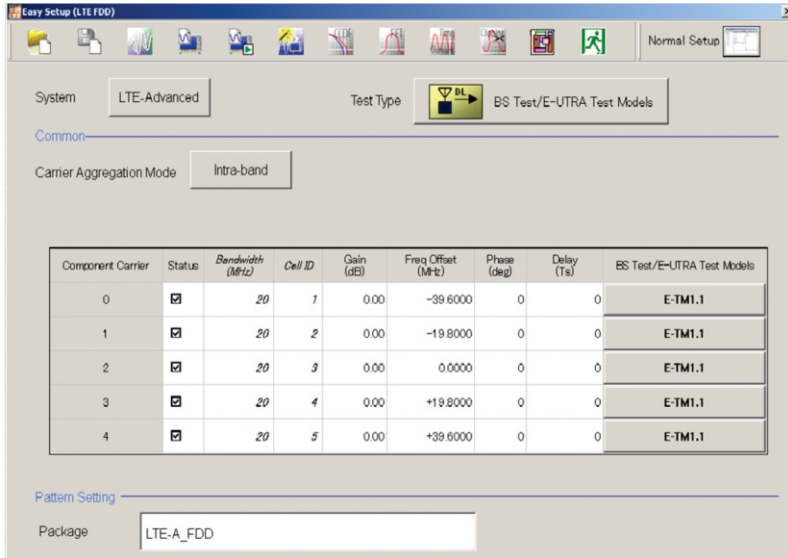 Easy Setup (LTE FDD)
CCDF
Normal Setup
System LTE-Advanced Test Type DL BS Test/E-UTRA Test Models
Common
Carrier Aggregation Mode Intra-band
Component Carrier Status Bandwidth (MHz) Cell ID Gain (dB) Freq Offset (MHz) Phase (deg) Delay (Ts) BS Test/E-UTRA Test Models
0 20 1 0.00 -39.6000 0 0 E-TM1.1
1 20 2 0.00 -19.8000 0 0 E-TM1.1
2 20 3 0.00 0.0000 0 0 E-TM1.1
3 20 4 0.00 +19.8000 0 0 E-TM1.1
4 20 5 0.00 +39.6000 0 0 E-TM1.1
Pattern Setting
Package LTE-A_FDD